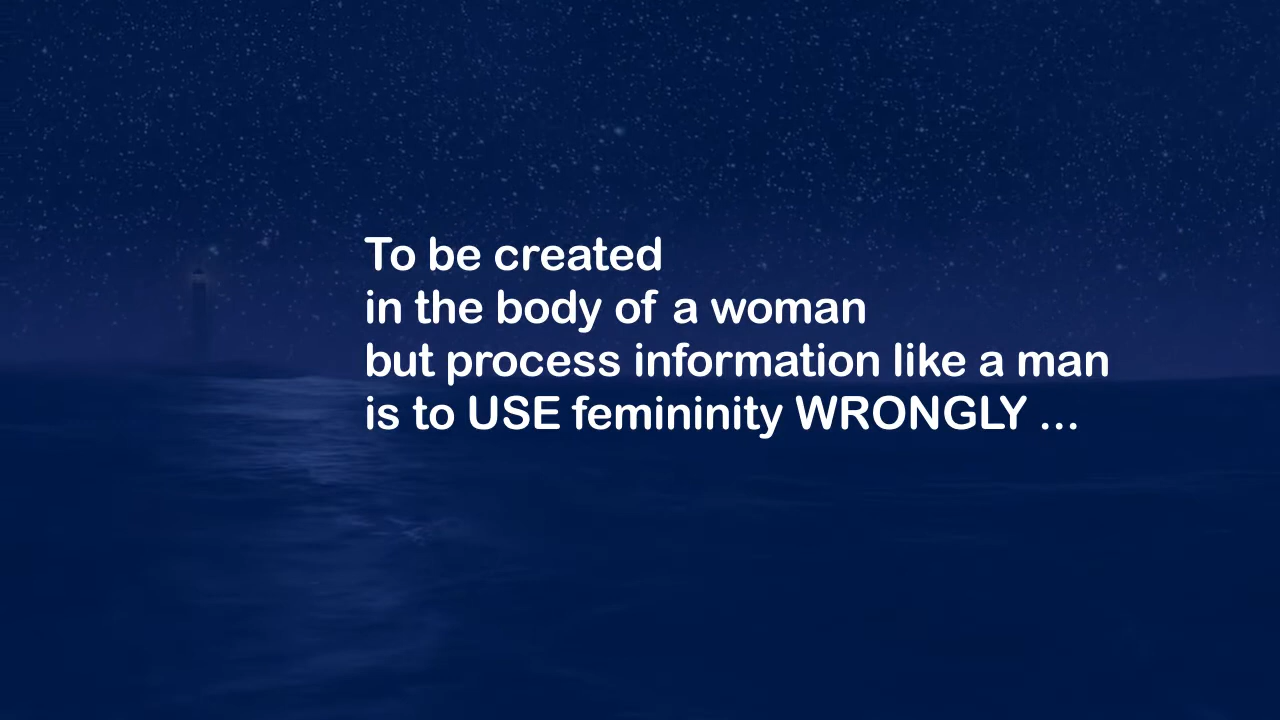 To be created
in the body of a woman
but process information like a man
is to USE femininity WRONGLY ...